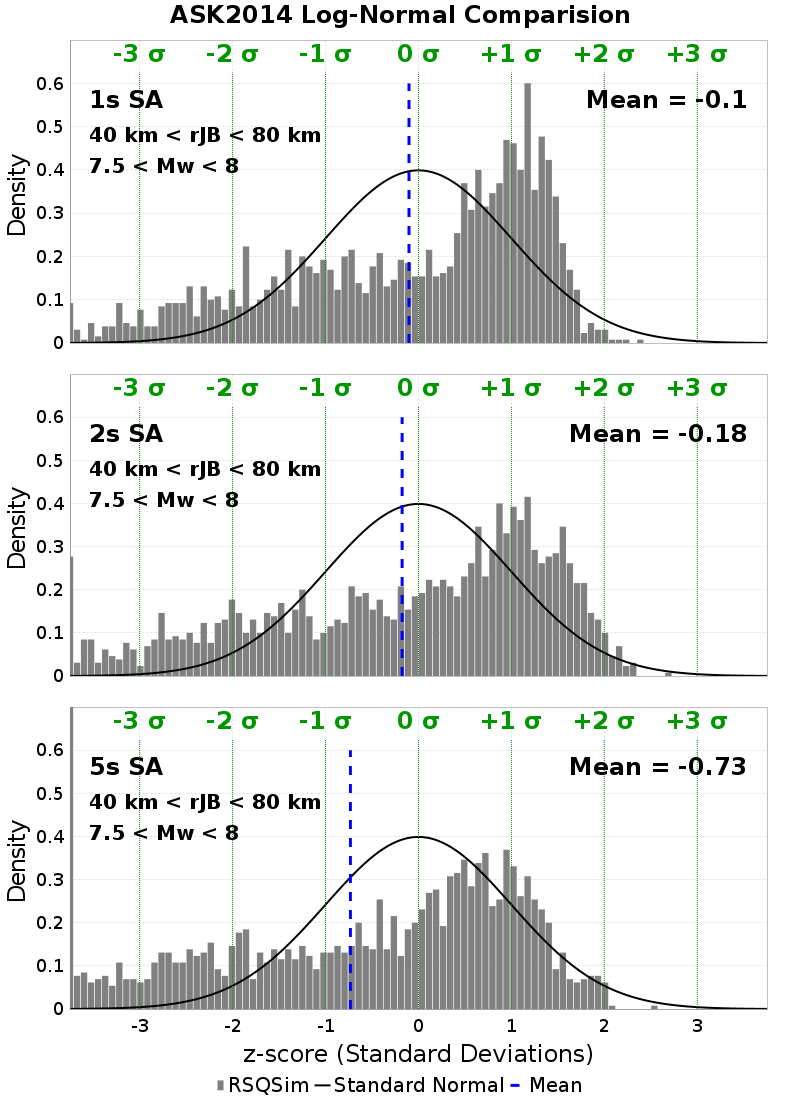 ASK2014 Log-Normal Comparision
-3 σ -2 σ -1 σ 0 σ +1 σ +2 σ +3 σ
1s SA
Mean = -0.1
40 km < rJB < 80 km
7.5 < Mw < 8
0.6
0.5
0.4
0.3
0.2
0.1
0
Density
-3 σ -2 σ -1 σ 0 σ +1 σ +2 σ +3 σ
2s SA
Mean = -0.18
40 km < rJB < 80 km
7.5 < Mw < 8
0.6
0.5
0.4
0.3
0.2
0.1
0
Density
-3 σ -2 σ -1 σ 0 σ +1 σ +2 σ +3 σ
5s SA
Mean = -0.73
40 km < rJB < 80 km
7.5 < Mw < 8
0.6
0.5
0.4
0.3
0.2
0.1
0
Density
-3 -2 -1 0 1 2 3
z-score (Standard Deviations)
RSQSim Standard Normal Mean